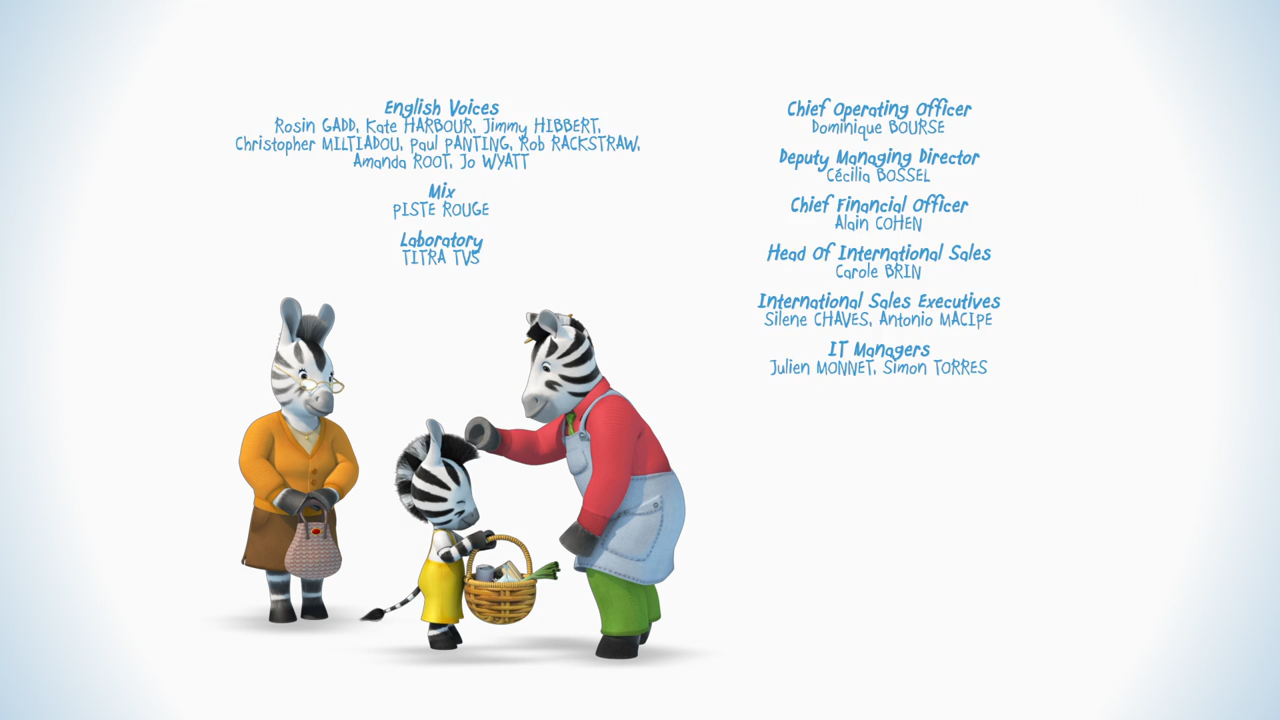 English Voices
Rosin GADD, Kate HARBOUR, Jimmy HIBBERT,
Christopher MILTIADOU, Paul PANTING, Rob RACKSTRAW,
Amanda ROOT, Jo WYATT
Mix
PISTE ROUGE
Laboratory
TITRA TVS
Chief Operating Officer
Dominique BOURSE
Deputy Managing Director
Cécilia BOSSEL
Chief Financial Officer
Alain COHEN
Head Of International Sales
Carole BRIN
International Sales Executives
Silene CHAVES, Antonio MACIPE
IT Managers
Julien MONNET, Simon TORRES